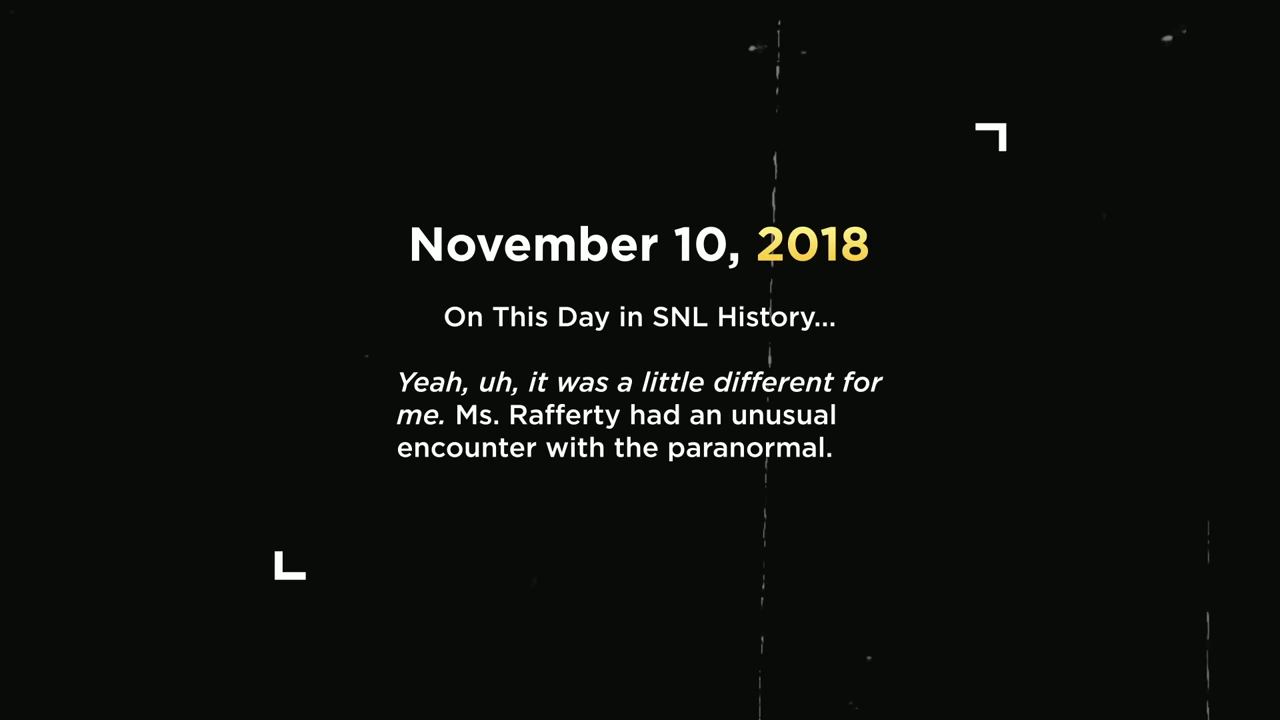 November 10, 2018
On This Day in SNL History...
Yeah, uh, it was a little different for
me. Ms. Rafferty had an unusual
encounter with the paranormal.